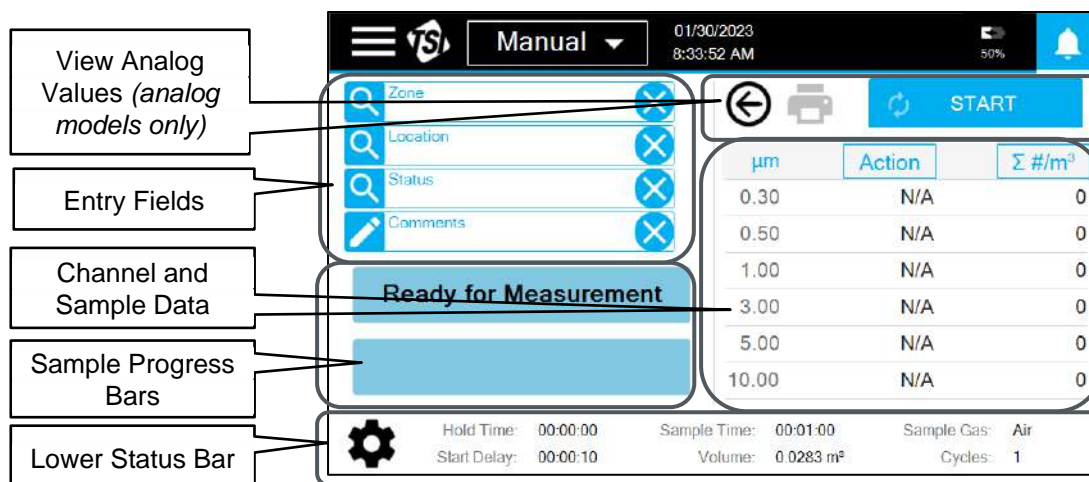 View Analog
Values (analog
models only)
Entry Fields
Channel and
Sample Data
Sample Progress
Bars
Lower Status Bar
TSI
Manual
01/30/2023
8:33:52 AM
50%
Zone
Location
Status
Comments
START
Ready for Measurement
µm Action Σ #/m³
0.30 N/A 0
0.50 N/A 0
1.00 N/A 0
3.00 N/A 0
5.00 N/A 0
10.00 N/A 0
Hold Time: 00:00:00 Sample Time: 00:01:00 Sample Gas: Air
Start Delay: 00:00:10 Volume: 0.0283 m³ Cycles: 1